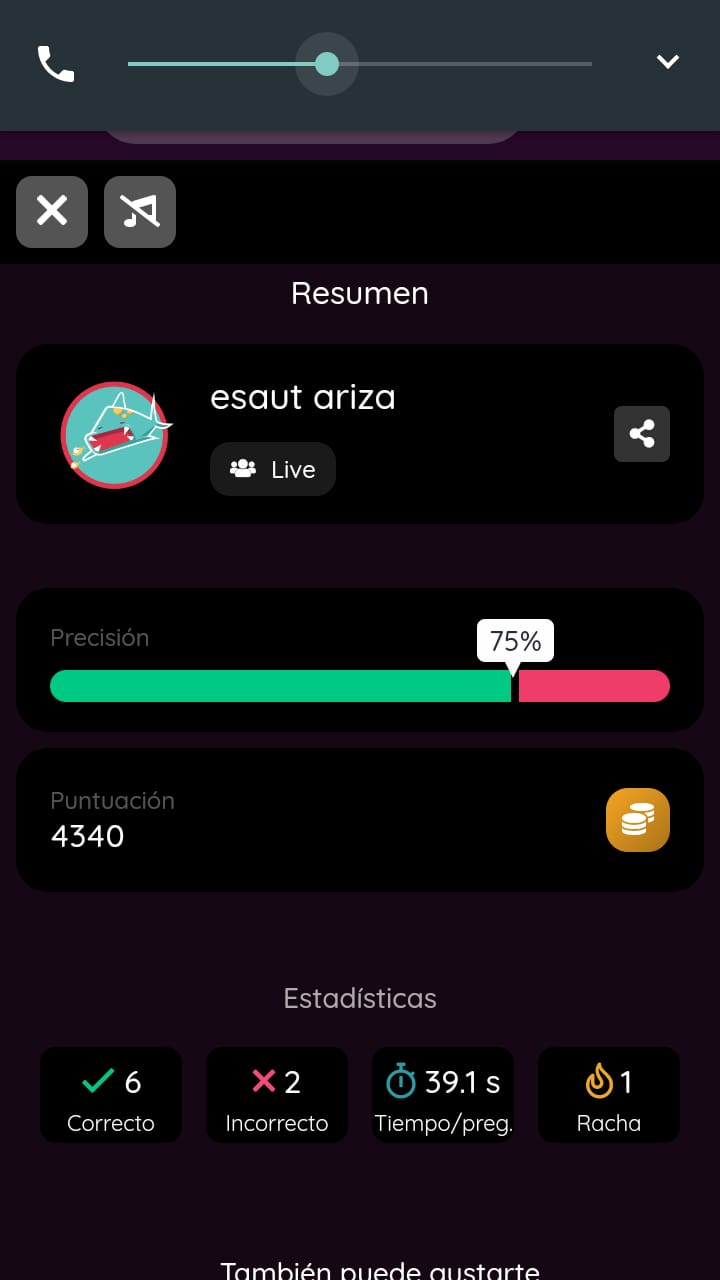 Resumen
esaut ariza
Live
Precisión
75%
Puntuación
4340
Estadísticas
6
Correcto
2
Incorrecto
39.1 s
Tiempo/preg.
1
Racha
También puede gustarte